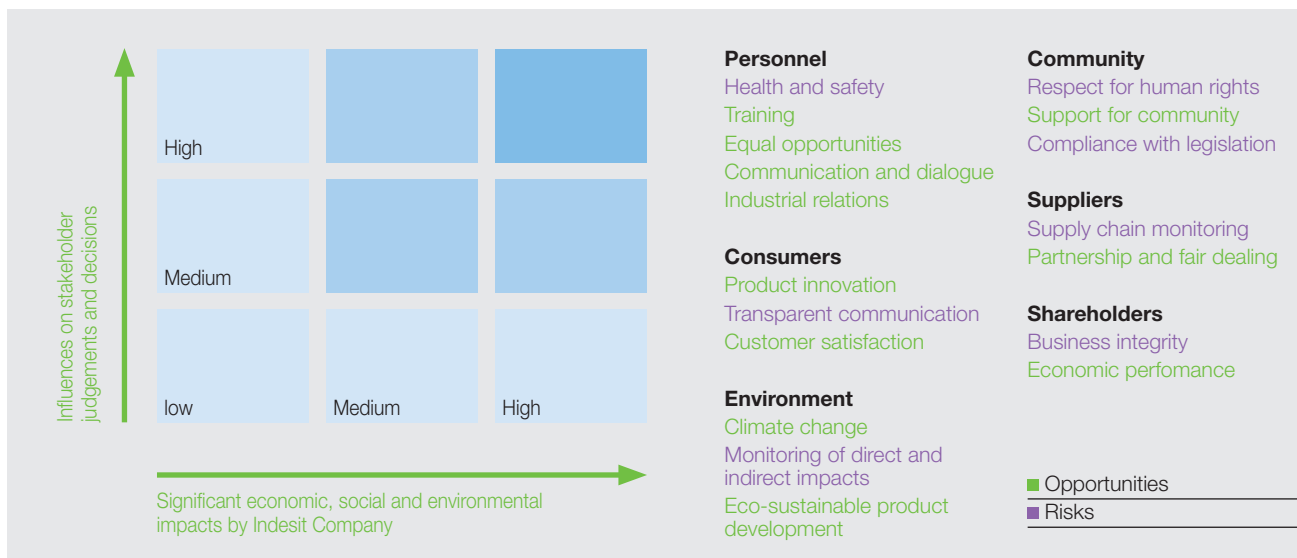 Influences on stakeholder
judgements and decisions
High
Medium
low
Medium
High
Significant economic, social and environmental
impacts by Indesit Company
Personnel
Health and safety
Training
Equal opportunities
Communication and dialogue
Industrial relations
Consumers
Product innovation
Transparent communication
Customer satisfaction
Environment
Climate change
Monitoring of direct and
indirect impacts
Eco-sustainable product
development
Community
Respect for human rights
Support for community
Compliance with legislation
Suppliers
Supply chain monitoring
Partnership and fair dealing
Shareholders
Business integrity
Economic perfomance
Opportunities
Risks